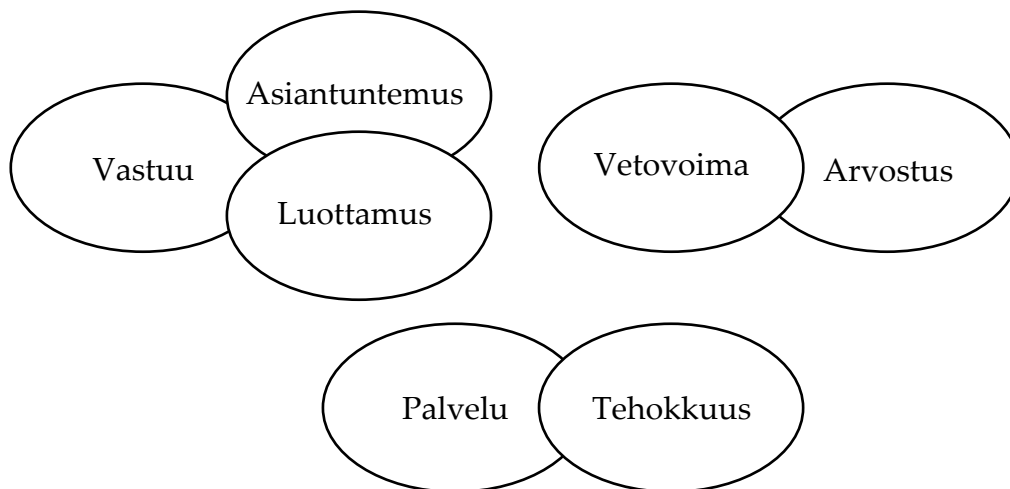 Asiantuntemus
Vastuu
Luottamus
Vetovoima
Arvostus
Palvelu
Tehokkuus